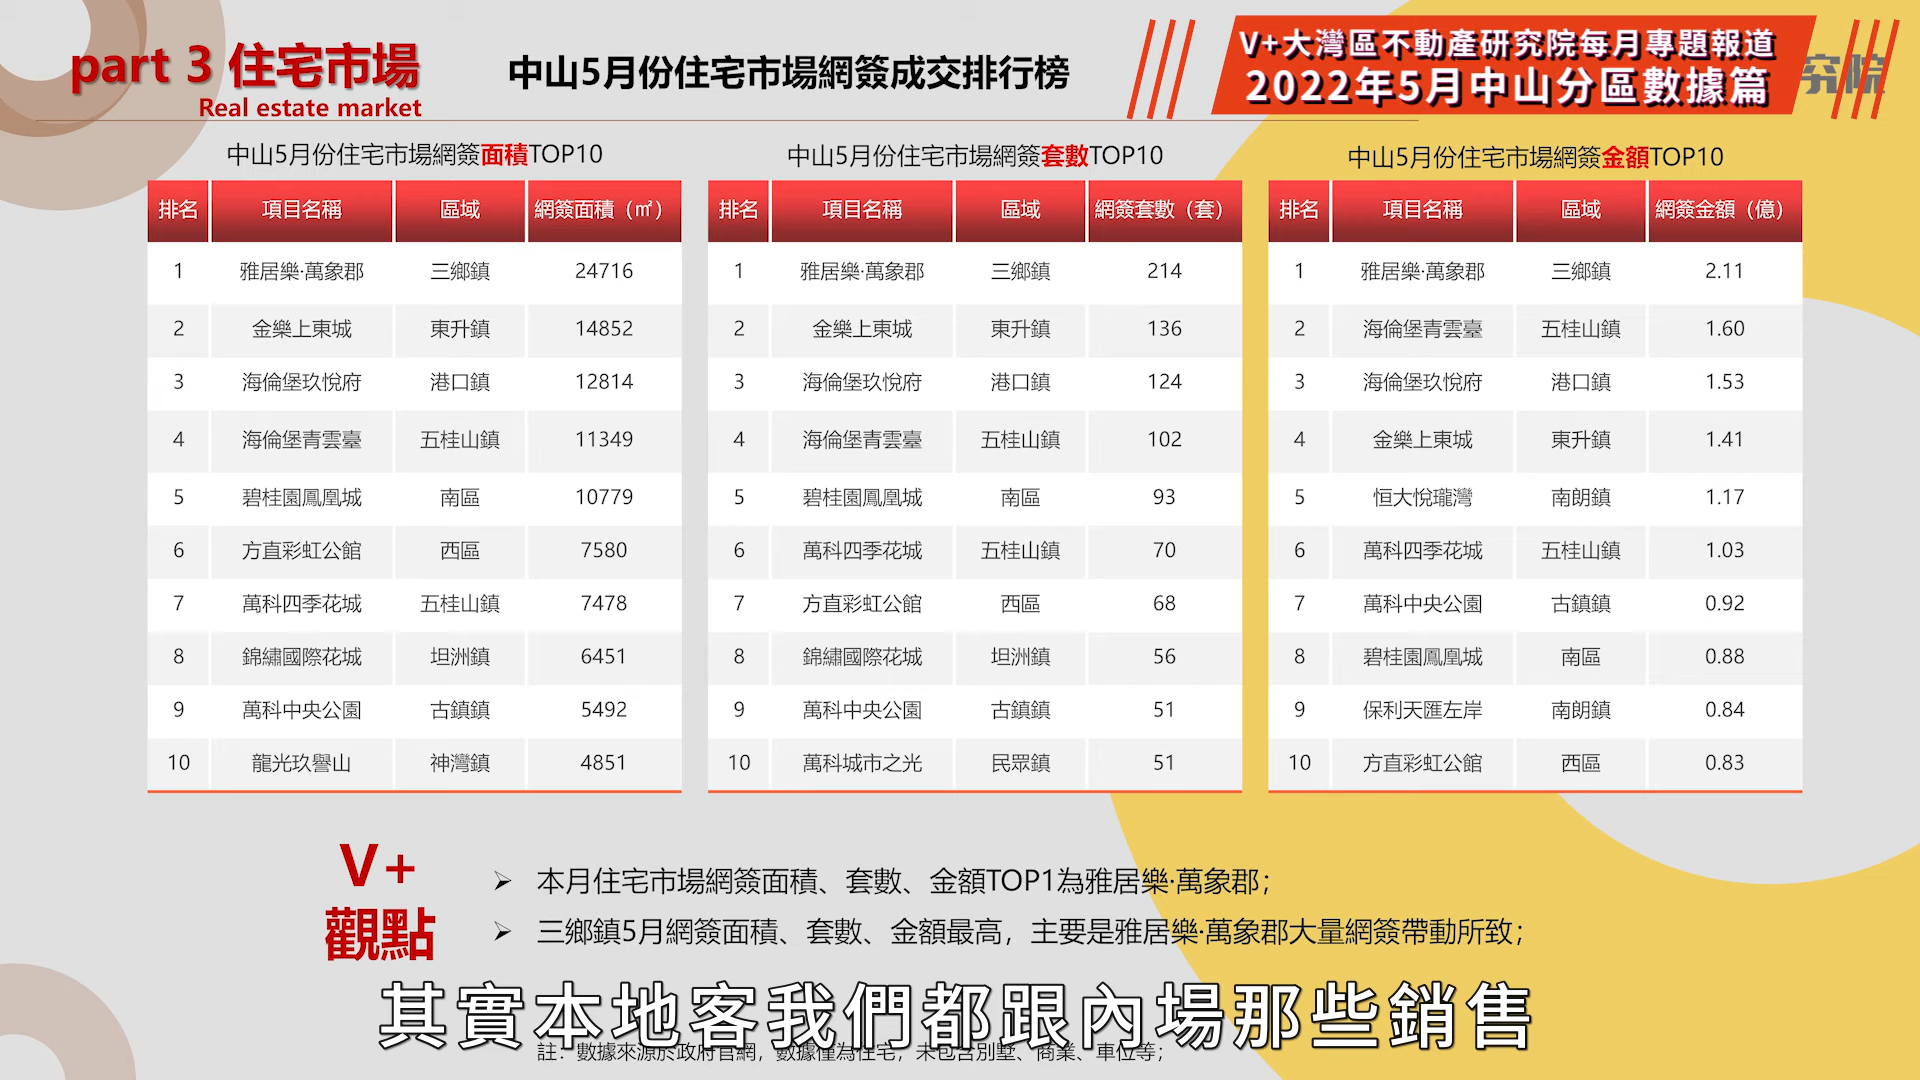 part 3 住宅市場
Real estate market
中山5月份住宅市場網簽成交排行榜
V+大灣區不動產研究院每月專題報道
2022年5月中山分區數據篇
究院
中山5月份住宅市場網簽面積TOP10
排名 項目名稱 區域 網簽面積（㎡）
1 雅居樂·萬象郡 三鄉鎮 24716
2 金樂上東城 東升鎮 14852
3 海倫堡玖悅府 港口鎮 12814
4 海倫堡青雲臺 五桂山鎮 11349
5 碧桂園鳳凰城 南區 10779
6 方直彩虹公館 西區 7580
7 萬科四季花城 五桂山鎮 7478
8 錦繡國際花城 坦洲鎮 6451
9 萬科中央公園 古鎮鎮 5492
10 龍光玖譽山 神灣鎮 4851
中山5月份住宅市場網簽套數TOP10
排名 項目名稱 區域 網簽套數（套）
1 雅居樂·萬象郡 三鄉鎮 214
2 金樂上東城 東升鎮 136
3 海倫堡玖悅府 港口鎮 124
4 海倫堡青雲臺 五桂山鎮 102
5 碧桂園鳳凰城 南區 93
6 萬科四季花城 五桂山鎮 70
7 方直彩虹公館 西區 68
8 錦繡國際花城 坦洲鎮 56
9 萬科中央公園 古鎮鎮 51
10 萬科城市之光 民眾鎮 51
中山5月份住宅市場網簽金額TOP10
排名 項目名稱 區域 網簽金額（億）
1 雅居樂·萬象郡 三鄉鎮 2.11
2 海倫堡青雲臺 五桂山鎮 1.60
3 海倫堡玖悅府 港口鎮 1.53
4 金樂上東城 東升鎮 1.41
5 恒大悅瓏灣 南朗鎮 1.17
6 萬科四季花城 五桂山鎮 1.03
7 萬科中央公園 古鎮鎮 0.92
8 碧桂園鳳凰城 南區 0.88
9 保利天匯左岸 南朗鎮 0.84
10 方直彩虹公館 西區 0.83
V+
觀點
➢ 本月住宅市場網簽面積、套數、金額TOP1為雅居樂·萬象郡；
➢ 三鄉鎮5月網簽面積、套數、金額最高，主要是雅居樂·萬象郡大量網簽帶動所致；
其實本地客我們都跟內場那些銷售
註：數據來源於政府官網，數據僅為住宅，未包含別墅、商業、車位等；